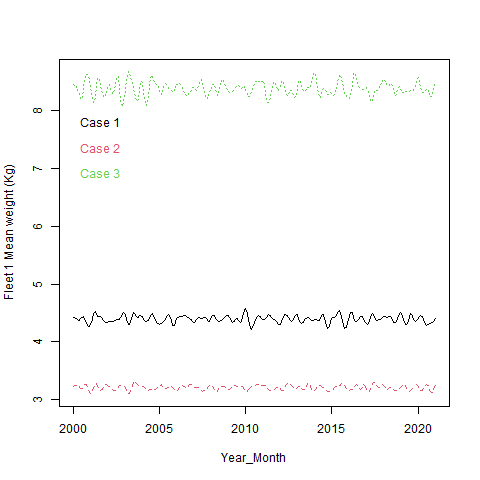 8
7
6
5
4
3
Fleet 1 Mean weight (Kg)
Case 1
Case 2
Case 3
2000 2005 2010 2015 2020
Year_Month